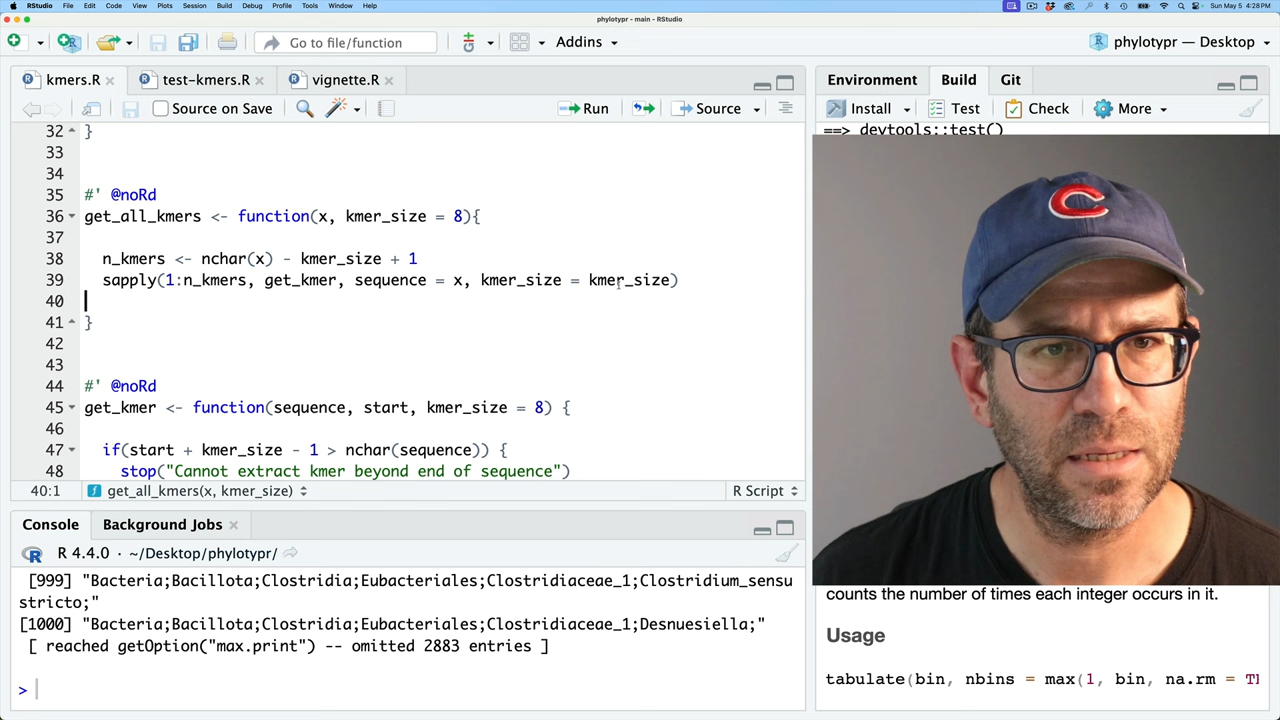 RStudio File Edit Code View Plots Session Build Debug Profile Tools Window Help
Sun May 5 4:28 PM
phylotypr - main - RStudio
Go to file/function
Addins
phylotypr — Desktop
kmers.R
test-kmers.R
vignette.R
Source on Save
Run
Source
32 }
33
34
35 #' @noRd
36 get_all_kmers <- function(x, kmer_size = 8){
37
38 n_kmers <- nchar(x) - kmer_size + 1
39 sapply(1:n_kmers, get_kmer, sequence = x, kmer_size = kmer_size)
40
41 }
42
43
44 #' @noRd
45 get_kmer <- function(sequence, start, kmer_size = 8) {
46
47 if(start + kmer_size - 1 > nchar(sequence)) {
48 stop("Cannot extract kmer beyond end of sequence")
40:1 get_all_kmers(x, kmer_size) R Script
Console Background Jobs
R 4.4.0 · ~/Desktop/phylotypr/
[999] "Bacteria;Bacillota;Clostridia;Eubacteriales;Clostridiaceae_1;Clostridium_sensu
stricto;"
[1000] "Bacteria;Bacillota;Clostridia;Eubacteriales;Clostridiaceae_1;Desnuesiella;"
[ reached getOption("max.print") -- omitted 2883 entries ]
>
Environment Build Git
Install Test Check More
==> devtools::test()
C
counts the number of times each integer occurs in it.
Usage
tabulate(bin, nbins = max(1, bin, na.rm =